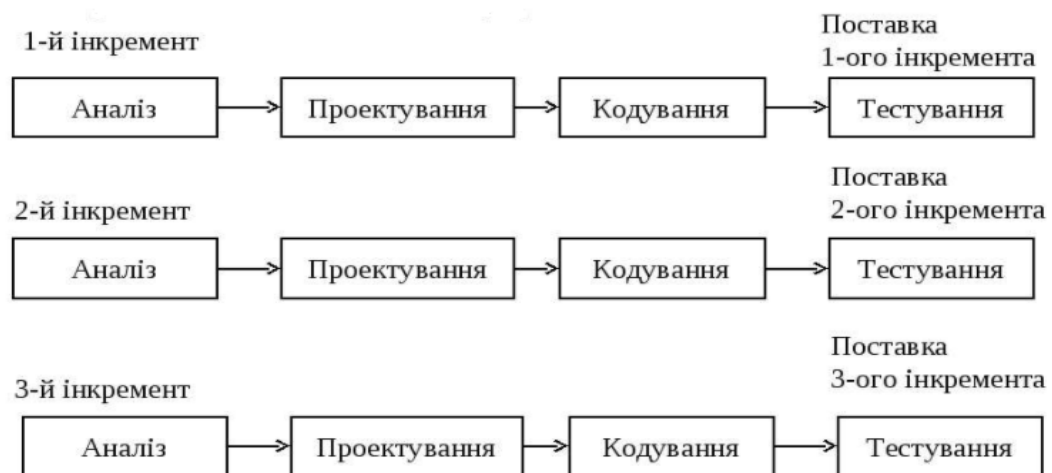 1-й інкремент
Поставка
1-ого інкремента
Аналіз
Проектування
Кодування
Тестування
2-й інкремент
Поставка
2-ого інкремента
Аналіз
Проектування
Кодування
Тестування
3-й інкремент
Поставка
3-ого інкремента
Аналіз
Проектування
Кодування
Тестування